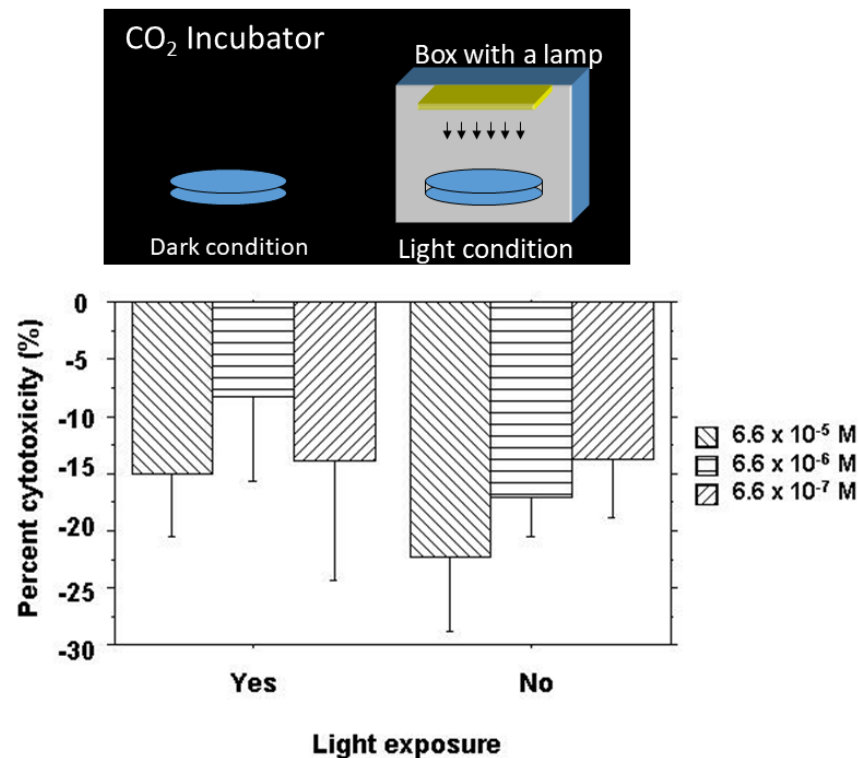 CO₂ Incubator
Box with a lamp
Dark condition
Light condition
Percent cytotoxicity (%)
0
-5
-10
-15
-20
-25
-30
Yes
No
Light exposure
6.6 x 10⁻⁵ M
6.6 x 10⁻⁶ M
6.6 x 10⁻⁷ M